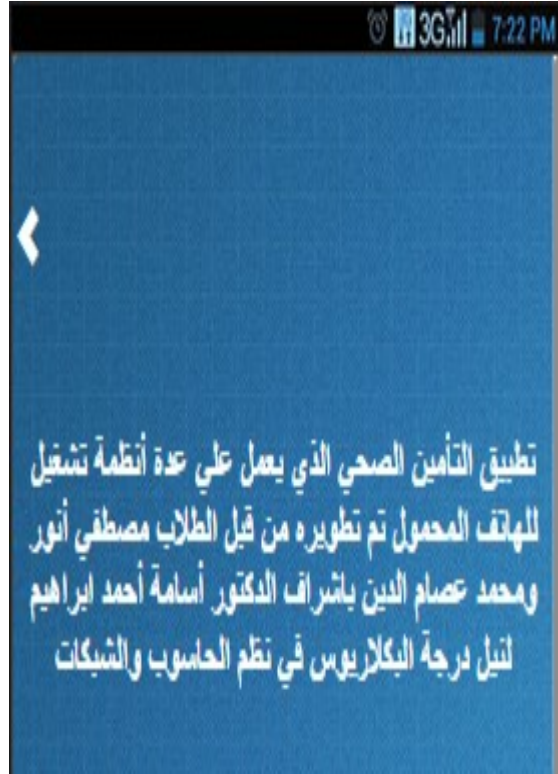 3G 7:22 PM
تطبيق التأمين الصحي الذي يعمل علي عدة أنظمة تشغيل
للهاتف المحمول تم تطويره من قبل الطلاب مصطفي أنور
ومحمد عصام الدين باشراف الدكتور أسامة أحمد ابراهيم
لنيل درجة البكلاريوس في نظم الحاسوب والشبكات